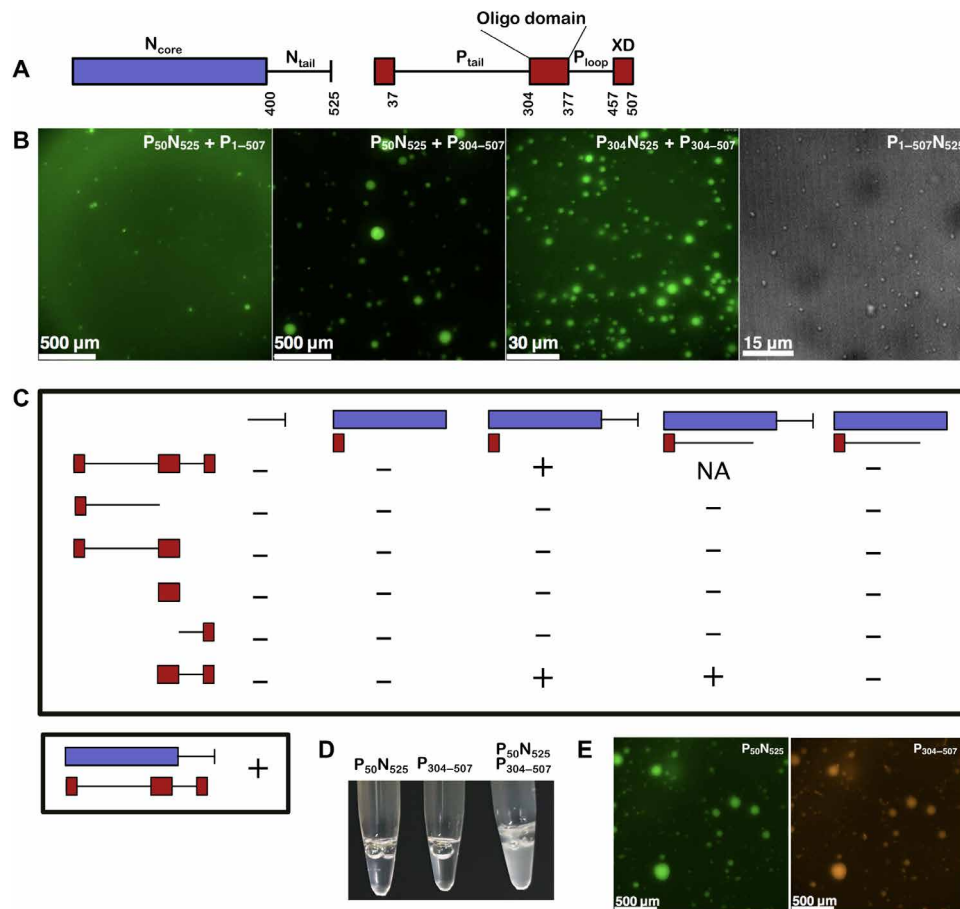 Oligo domain
Ncore
Ntail
Ptail
Ploop
XD
A
400
525
37
304
377
457
507
B
P50N525 + P1–507
P50N525 + P304–507
P304N525 + P304–507
P1–507N525
500 µm
500 µm
30 µm
15 µm
C
– – + NA –
– – – – –
– – – – –
– – – – –
– – – – –
– – + + –
+
D
P50N525
P304–507
P50N525
P304–507
E
P50N525
P304–507
500 µm
500 µm